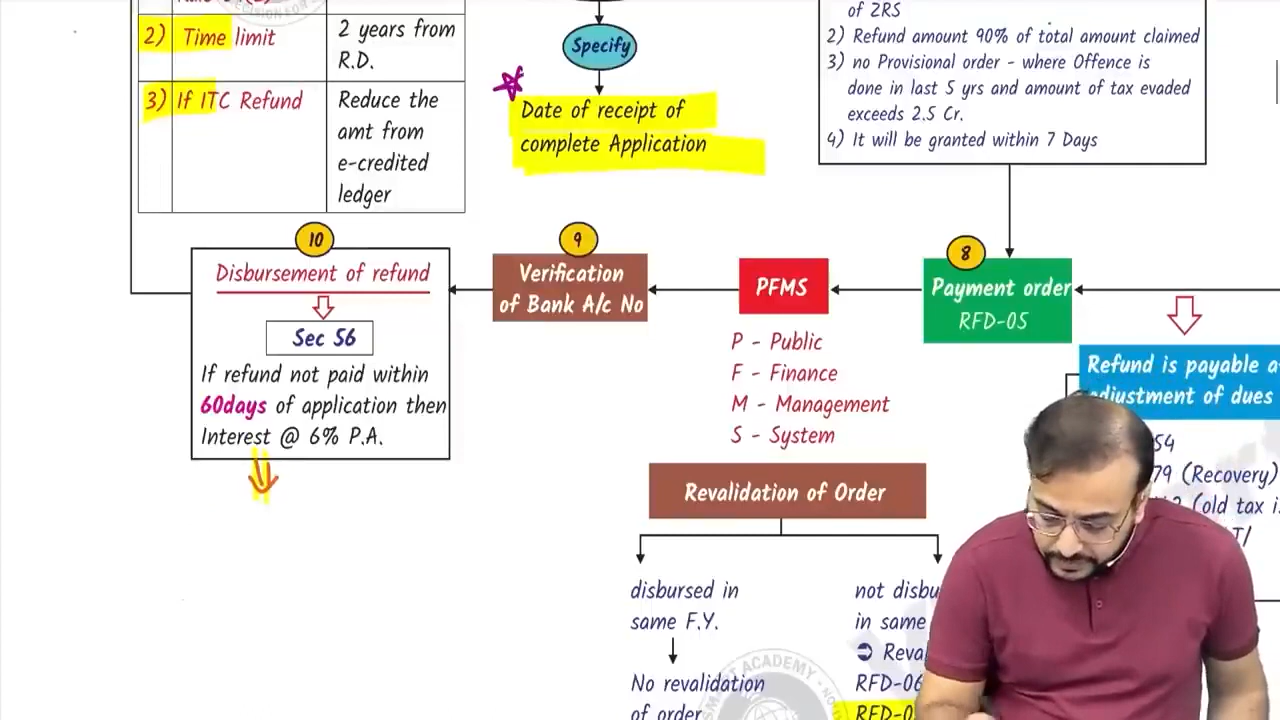 2) Time limit
2 years from
R.D.
3) If ITC Refund
Reduce the
amt from
e-credited
ledger
Specify
Date of receipt of
complete Application
of ZRS
2) Refund amount 90% of total amount claimed
3) no Provisional order - where Offence is
done in last 5 yrs and amount of tax evaded
exceeds 2.5 Cr.
4) It will be granted within 7 Days
10
Disbursement of refund
Sec 56
If refund not paid within
60days of application then
Interest @ 6% P.A.
9
Verification
of Bank A/c No
PFMS
P - Public
F - Finance
M - Management
S - System
8
Payment order
RFD-05
Refund is payable
adjustment of dues
54
79 (Recovery)
(old tax
Revalidation of Order
disbursed in
same F.Y.
No revalidation
of order
not
in same
RFD-06
ACADEMY